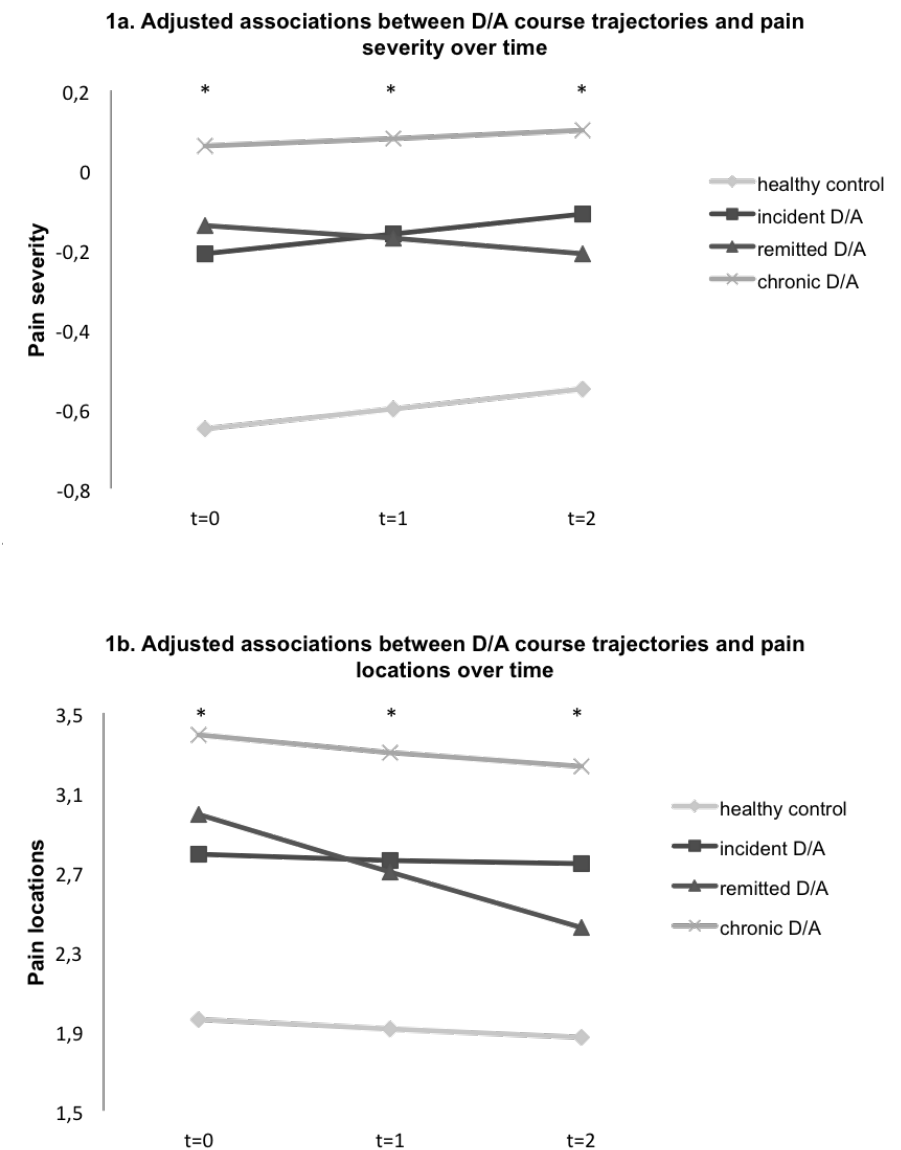 1a. Adjusted associations between D/A course trajectories and pain
severity over time
0,2
0
-0,2
-0,4
-0,6
-0,8
Pain severity
* * *
t=0 t=1 t=2
healthy control
incident D/A
remitted D/A
chronic D/A
1b. Adjusted associations between D/A course trajectories and pain
locations over time
3,5
3,1
2,7
2,3
1,9
1,5
Pain locations
* * *
t=0 t=1 t=2
healthy control
incident D/A
remitted D/A
chronic D/A